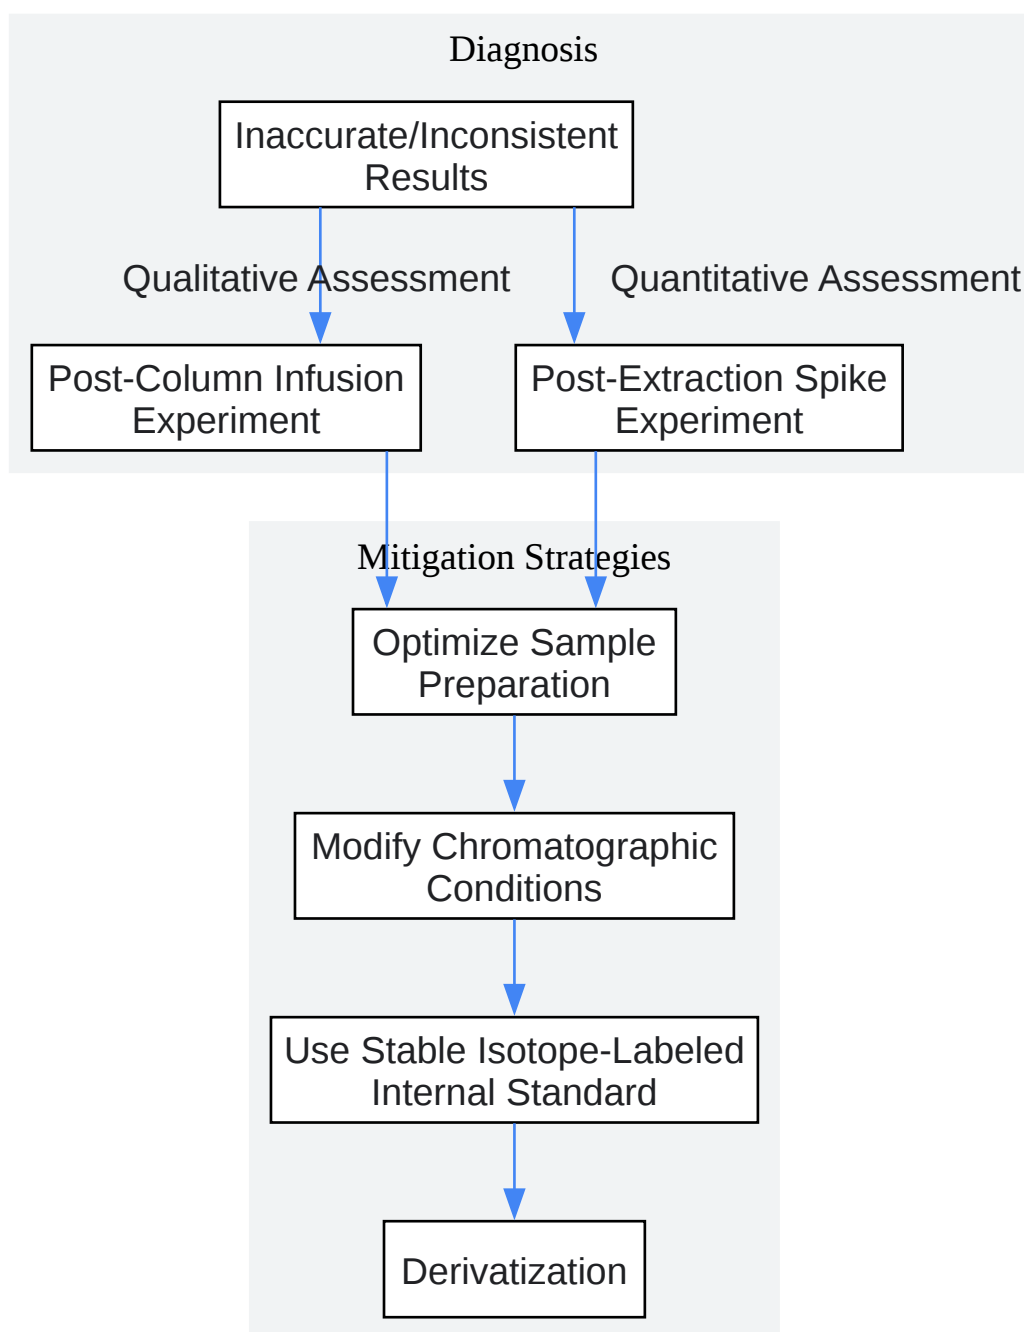 Diagnosis
Inaccurate/Inconsistent
Results
Qualitative Assessment
Quantitative Assessment
Post-Column Infusion
Experiment
Post-Extraction Spike
Experiment
Mitigation Strategies
Optimize Sample
Preparation
Modify Chromatographic
Conditions
Use Stable Isotope-Labeled
Internal Standard
Derivatization